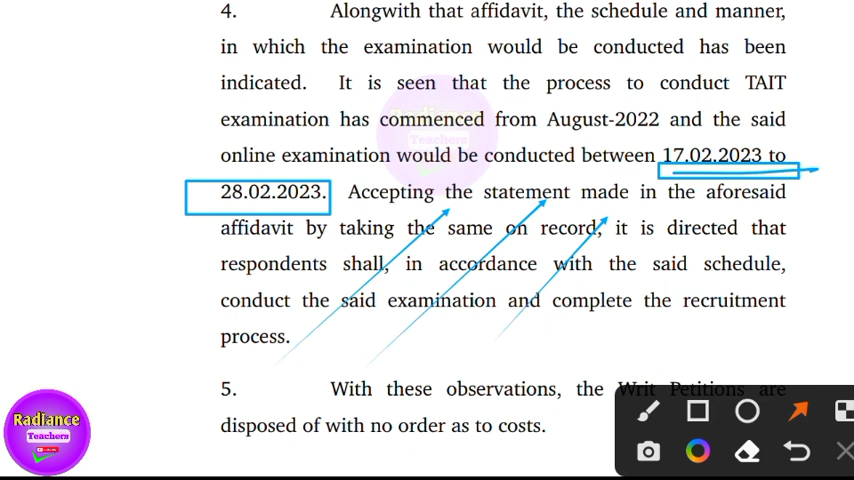 4. Alongwith that affidavit, the schedule and manner,
in which the examination would be conducted has been
indicated. It is seen that the process to conduct TAIT
examination has commenced from August-2022 and the said
online examination would be conducted between 17.02.2023 to
28.02.2023. Accepting the statement made in the aforesaid
affidavit by taking the same on record, it is directed that
respondents shall, in accordance with the said schedule,
conduct the said examination and complete the recruitment
process.
5. With these observations, the Writ Petitions are
disposed of with no order as to costs.
Radiance
Teachers
Radiance
Teachers